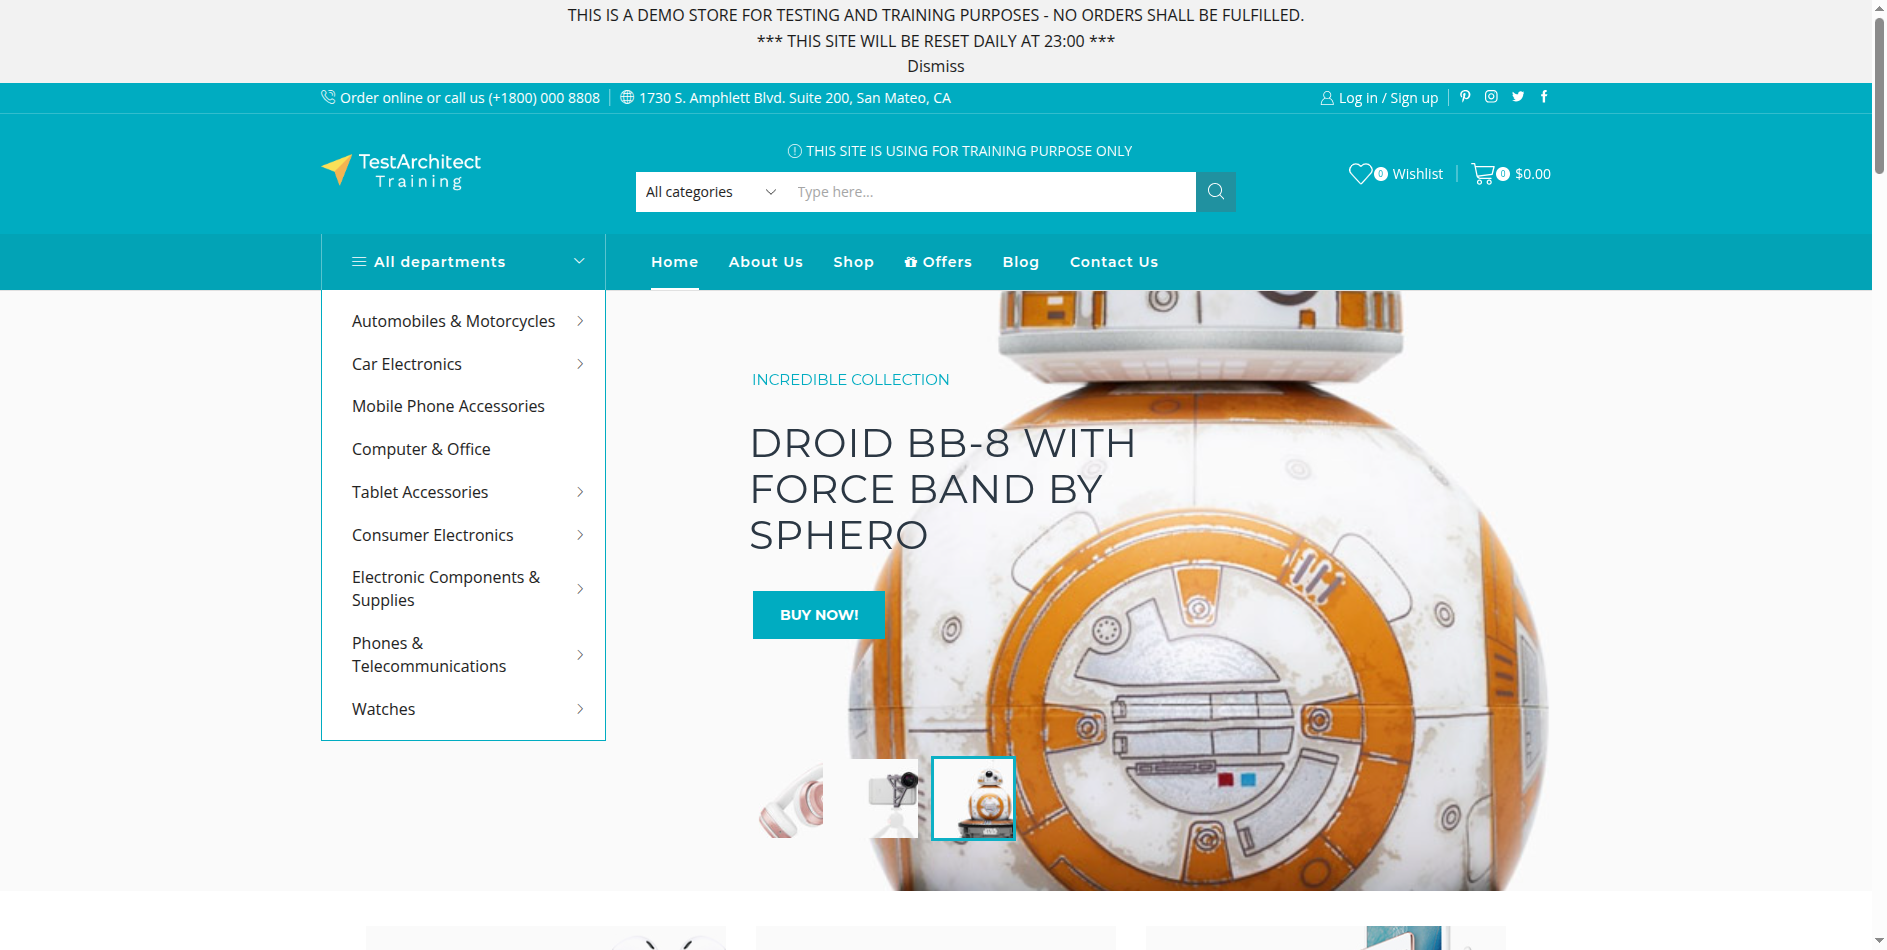 THIS IS A DEMO STORE FOR TESTING AND TRAINING PURPOSES - NO ORDERS SHALL BE FULFILLED.
*** THIS SITE WILL BE RESET DAILY AT 23:00 ***
Dismiss
Order online or call us (+1800) 000 8808
1730 S. Amphlett Blvd. Suite 200, San Mateo, CA
Log in / Sign up
TestArchitect
Training
THIS SITE IS USING FOR TRAINING PURPOSE ONLY
All categories
Type here...
0 Wishlist
0 $0.00
All departments
Home
About Us
Shop
Offers
Blog
Contact Us
Automobiles & Motorcycles
Car Electronics
Mobile Phone Accessories
Computer & Office
Tablet Accessories
Consumer Electronics
Electronic Components &
Supplies
Phones &
Telecommunications
Watches
INCREDIBLE COLLECTION
DROID BB-8 WITH
FORCE BAND BY
SPHERO
BUY NOW!